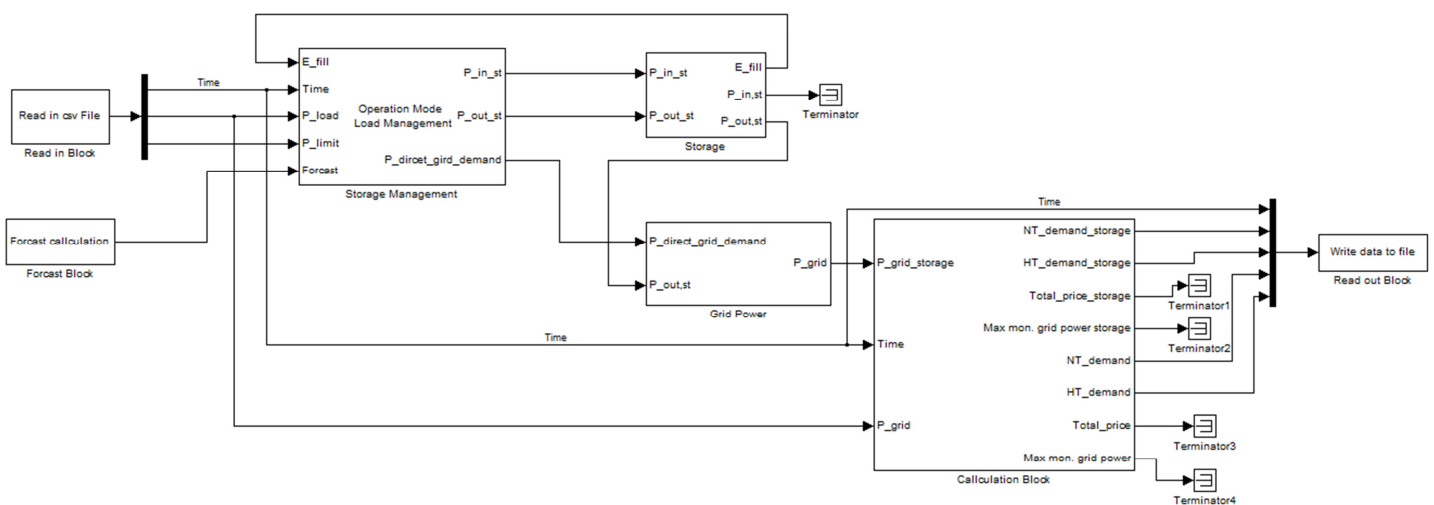 Read in csv File
Read in Block
Forcast callculation
Forcast Block
Time
E_fill
Time
P_load
P_limit
Forcast
Operation Mode
Load Management
P_in_st
P_out_st
P_dircet_gird_demand
Storage Management
P_in_st
P_out_st
E_fill
P_in,st
P_out,st
Storage
Terminator
P_direct_grid_demand
P_out,st
P_grid
Grid Power
Time
Time
P_grid_storage
Time
P_grid
NT_demand_storage
HT_demand_storage
Total_price_storage
Max mon. grid power storage
NT_demand
HT_demand
Total_price
Max mon. grid power
Callculation Block
Terminator1
Terminator2
Terminator3
Terminator4
Write data to file
Read out Block